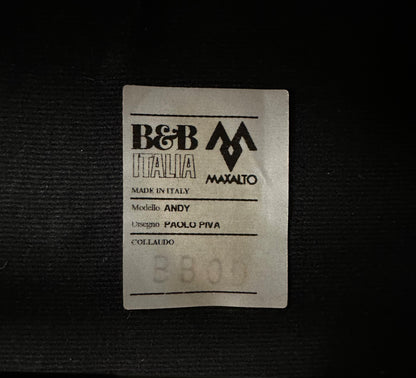 B&B
ITALIA
MAXALTO
MADE IN ITALY
Modello ANDY
Disegno PAOLO PIVA
COLLAUDO